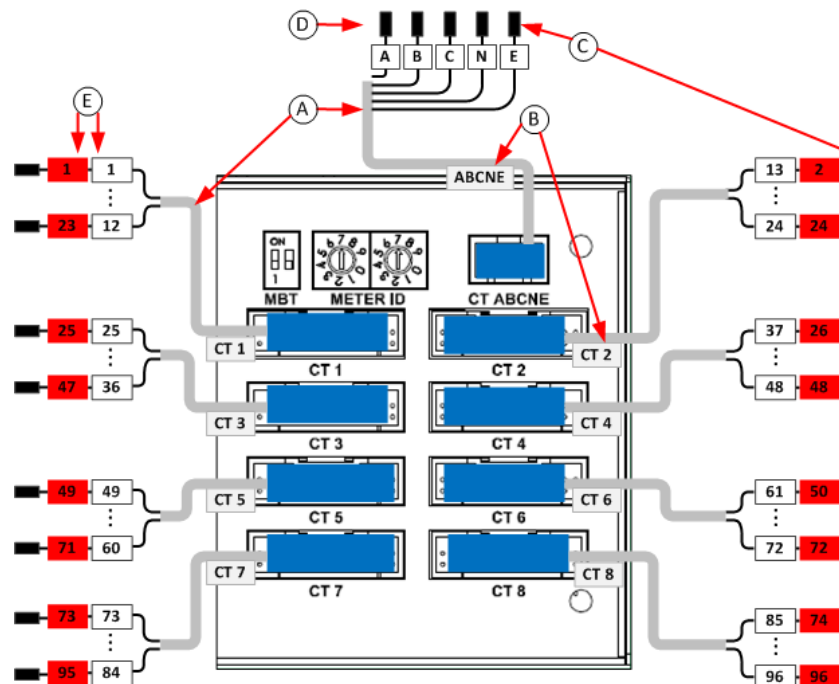 D
A B C N E
C
E
A
B
1 1
23 12
ABCNE
13 2
24 24
ON
1
MBT
METER ID
CT ABCNE
CT 1
CT 1
CT 2
CT 2
25 25
47 36
37 26
48 48
CT 3
CT 3
CT 4
CT 4
49 49
71 60
61 50
72 72
CT 5
CT 5
CT 6
CT 6
CT 7
CT 7
CT 8
CT 8
73 73
95 84
85 74
96 96